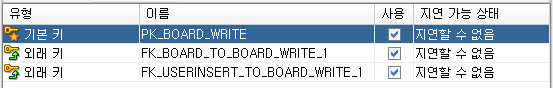 유형 이름 사용 지연 가능 상태
기본 키 PK_BOARD_WRITE 지연할 수 없음
외래 키 FK_BOARD_TO_BOARD_WRITE_1 지연할 수 없음
외래 키 FK_USERINSERT_TO_BOARD_WRITE_1 지연할 수 없음